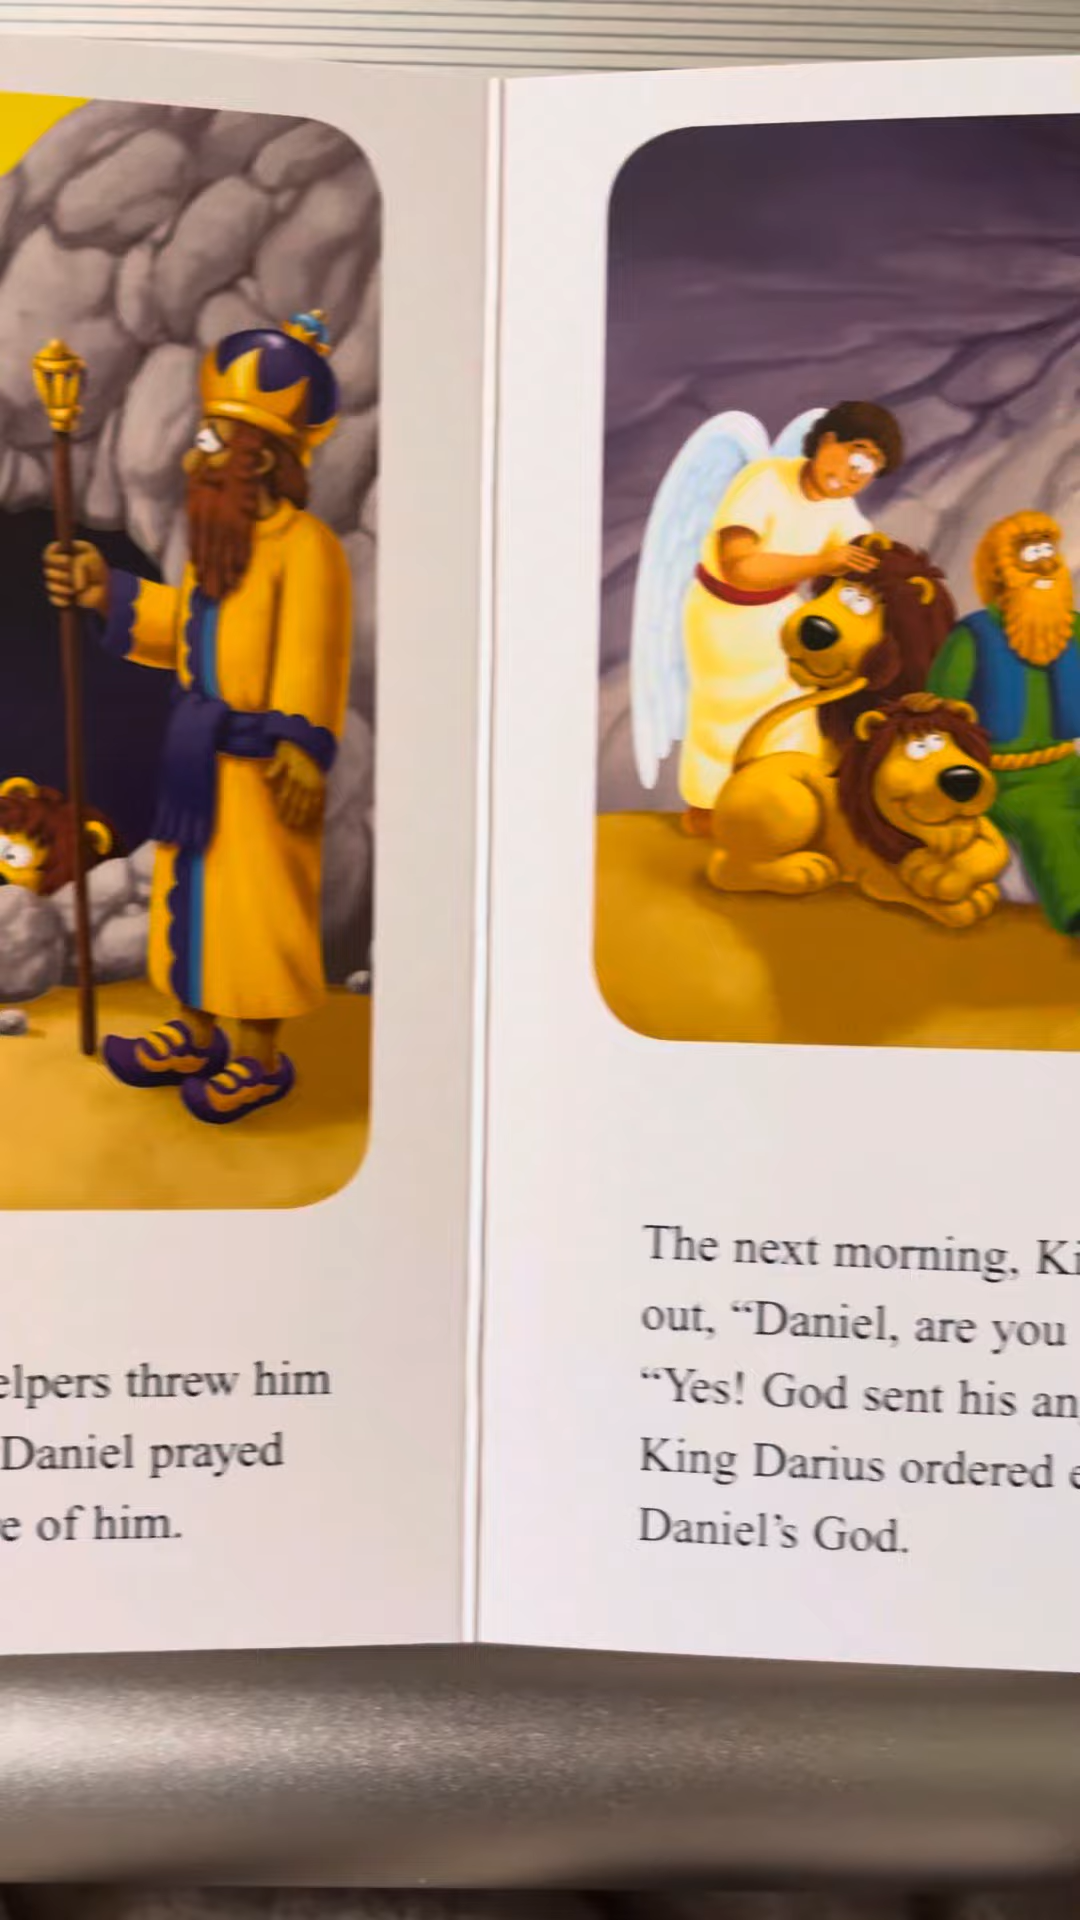 elpers threw him
Daniel prayed
e of him.
The next morning, Ki
out, “Daniel, are you
“Yes! God sent his an
King Darius ordered e
Daniel’s God.